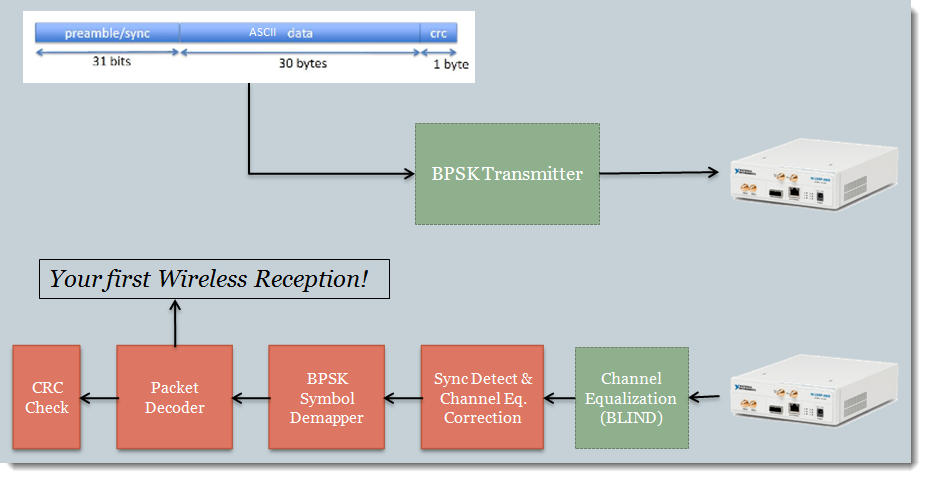 preamble/sync
ASCII data
crc
31 bits
30 bytes
1 byte
BPSK Transmitter
Your first Wireless Reception!
CRC
Check
Packet
Decoder
BPSK
Symbol
Demapper
Sync Detect &
Channel Eq.
Correction
Channel
Equalization
(BLIND)